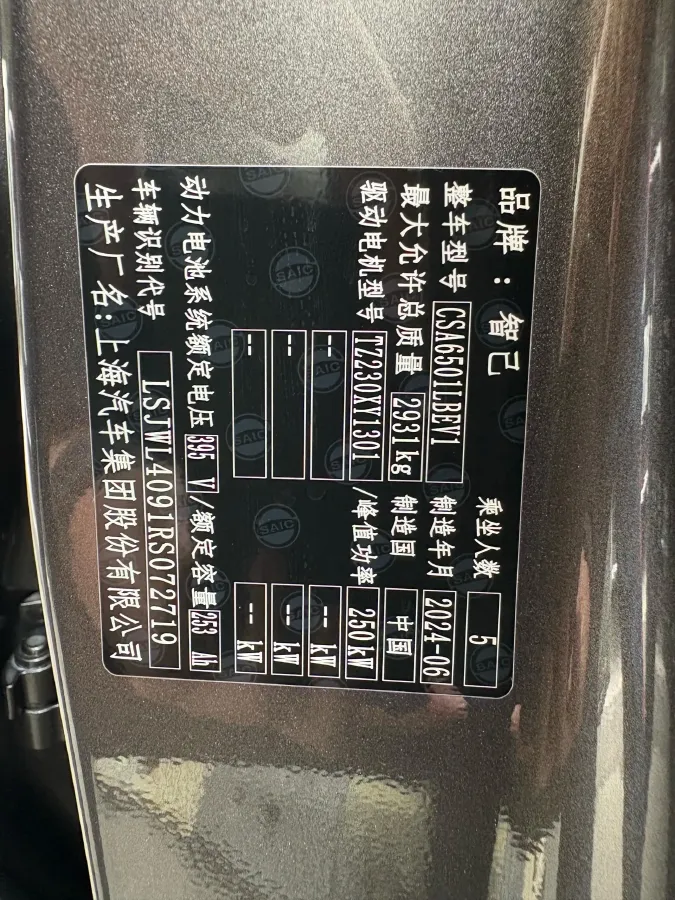 品牌：智己 乘坐人数 5
整车型号 CSA6501LBEV1 制造年月 2024-06
最大允许总质量 2931kg 制造国 中国
驱动电机型号 TZ230XY1301 /峰值功率 250kW
-- -- kW
-- -- kW
-- -- kW
动力电池系统额定电压 395 V/额定容量 253 Ah
车辆识别代号 LSJWL4091RS072719
生产厂名:上海汽车集团股份有限公司
SAIC